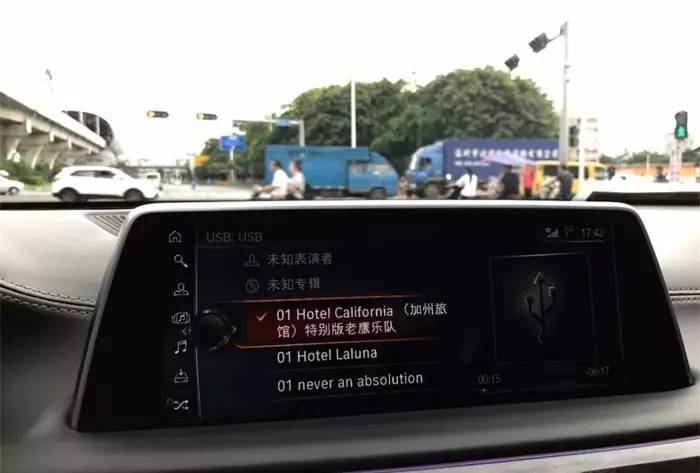 USB: USB
17:42
未知表演者
未知专辑
01 Hotel California （加州旅
馆）特别版老鹰乐队
01 Hotel Laluna
01 never an absolution
00:15
-06:17